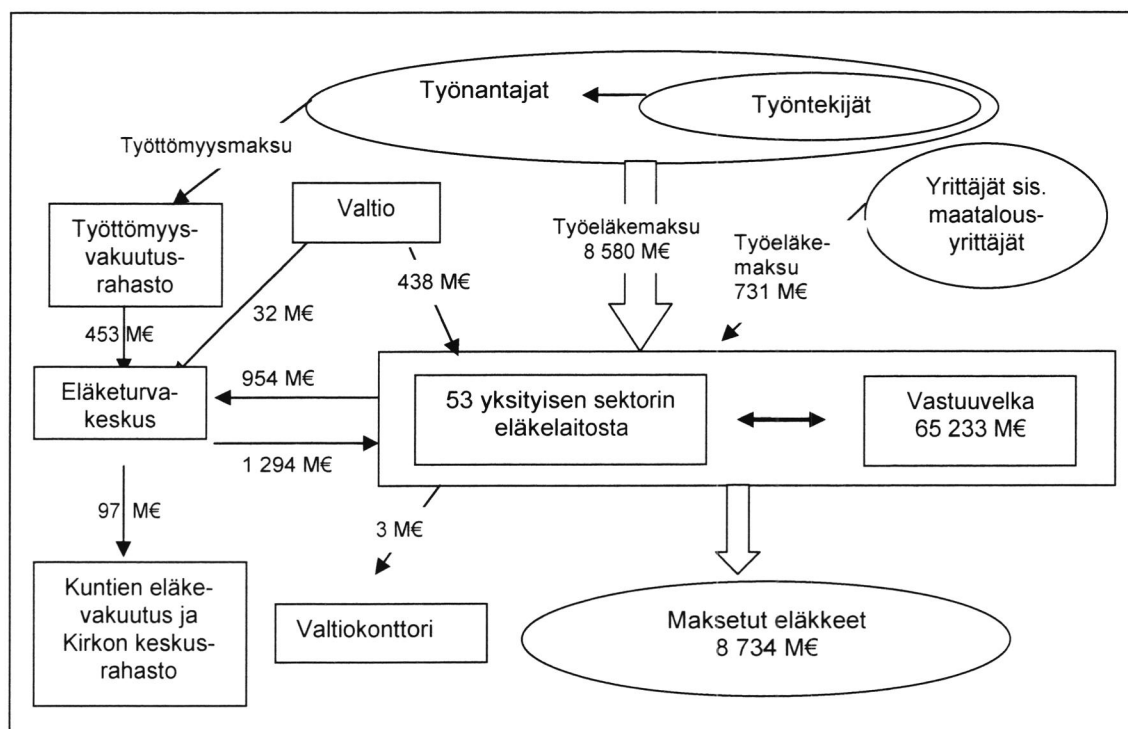 Työnantajat
Työntekijät
Työttömyysmaksu
Yrittäjät sis.
maatalous-
yrittäjät
Valtio
Työttömyys-
vakuutus-
rahasto
Työeläkemaksu
8 580 M€
Työeläke-
maksu
731 M€
438 M€
32 M€
453 M€
Eläketurva-
keskus
954 M€
53 yksityisen sektorin
eläkelaitosta
Vastuuvelka
65 233 M€
1 294 M€
97 M€
3 M€
Kuntien eläke-
vakuutus ja
Kirkon keskus-
rahasto
Valtiokonttori
Maksetut eläkkeet
8 734 M€